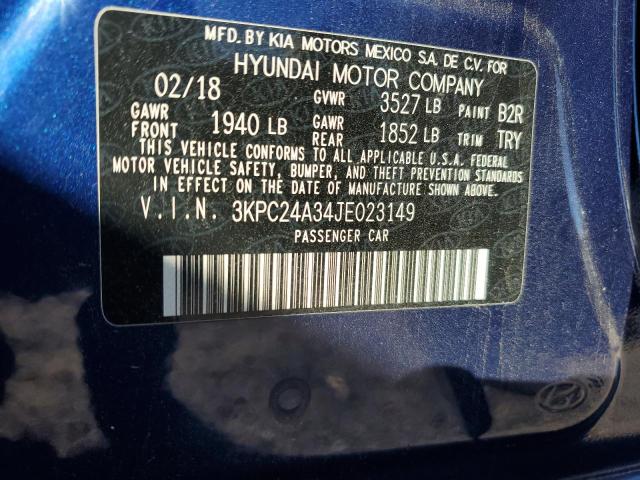 MFD. BY KIA MOTORS MEXICO S.A. DE C.V. FOR
HYUNDAI MOTOR COMPANY
02/18 GVWR 3527 LB PAINT B2R
GAWR FRONT 1940 LB GAWR REAR 1852 LB TRIM TRY
THIS VEHICLE CONFORMS TO ALL APPLICABLE U.S.A. FEDERAL
MOTOR VEHICLE SAFETY, BUMPER, AND THEFT PREVENTION STANDARDS
IN EFFECT ON THE DATE OF MANUFACTURE SHOWN ABOVE.
V.I.N. 3KPC24A34JE023149
PASSENGER CAR